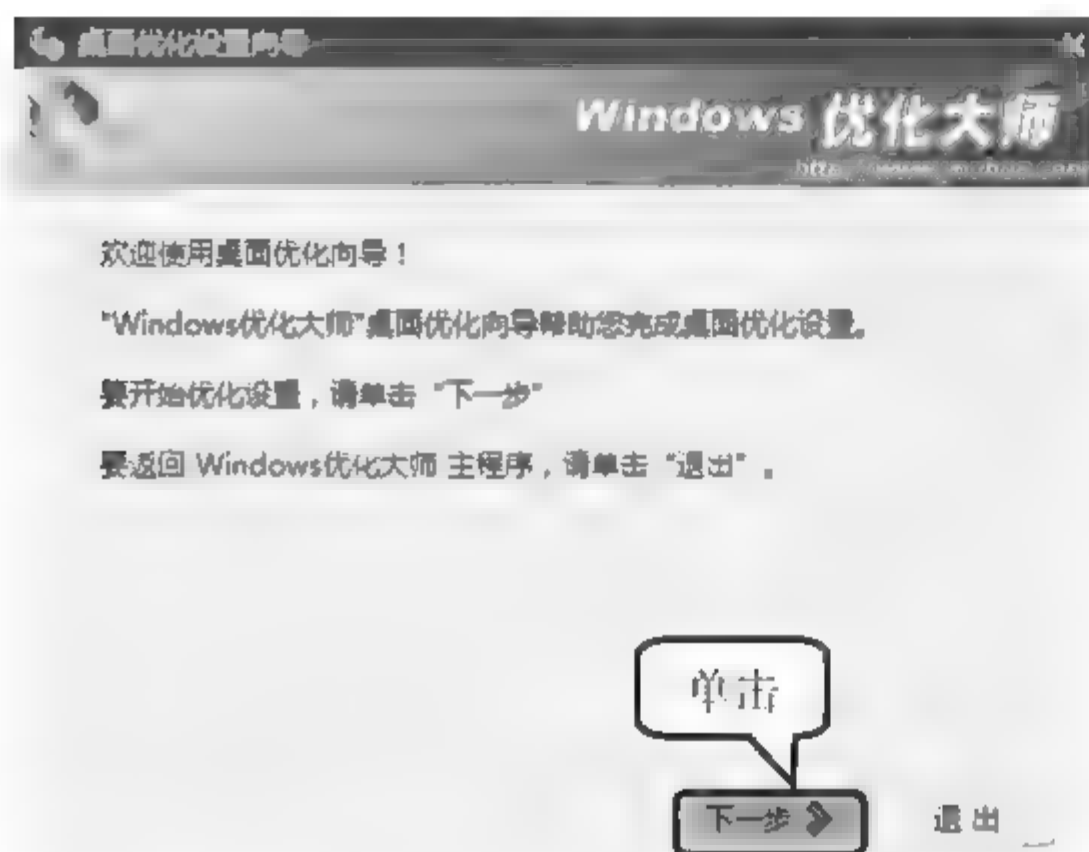 桌面优化设置向导
Windows 优化大师
欢迎使用桌面优化向导！
"Windows优化大师"桌面优化向导帮助您完成桌面优化设置。
要开始优化设置，请单击 "下一步"
要返回 Windows优化大师 主程序，请单击 "退出" 。
单击
下一步
退出